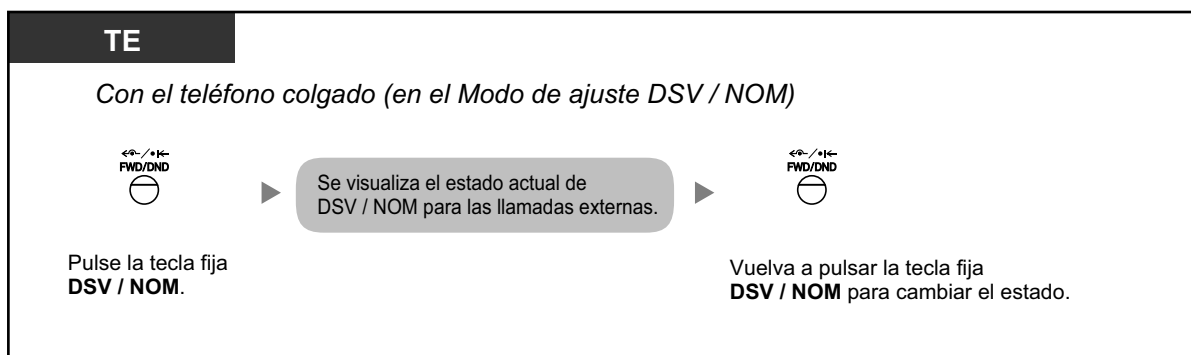 TE
Con el teléfono colgado (en el Modo de ajuste DSV / NOM)
FWD/DND
Se visualiza el estado actual de
DSV / NOM para las llamadas externas.
FWD/DND
Pulse la tecla fija
DSV / NOM.
Vuelva a pulsar la tecla fija
DSV / NOM para cambiar el estado.